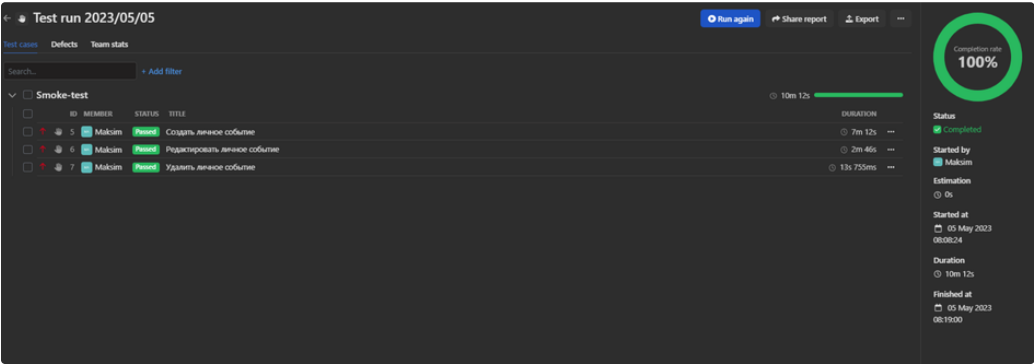 Test run 2023/05/05
Run again
Share report
Export
Test cases Defects Team stats
Search...
+ Add filter
Smoke-test
10m 12s
ID MEMBER STATUS TITLE DURATION
5 Maksim Passed Создать личное событие 7m 12s
6 Maksim Passed Редактировать личное событие 2m 46s
7 Maksim Passed Удалить личное событие 13s 755ms
Completion rate
100%
Status
Completed
Started by
Maksim
Estimation
0s
Started at
05 May 2023
08:08:24
Duration
10m 12s
Finished at
05 May 2023
08:19:00